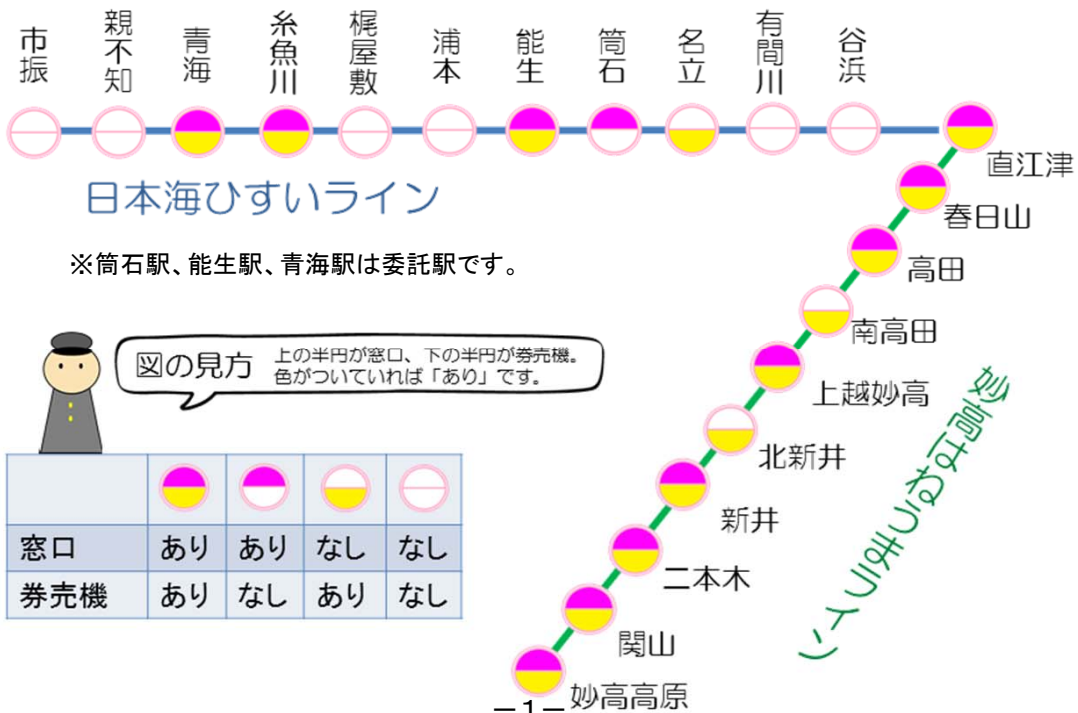 市振
親不知
青海
糸魚川
梶屋敷
浦本
能生
筒石
名立
有間川
谷浜
直江津
春日山
高田
南高田
上越妙高
北新井
新井
二本木
関山
妙高高原
日本海ひすいライン
妙高はねうまライン
※筒石駅、能生駅、青海駅は委託駅です。
図の見方
上の半円が窓口、下の半円が券売機。
色がついていれば「あり」です。
窓口 あり あり なし なし
券売機 あり なし あり なし
－1－